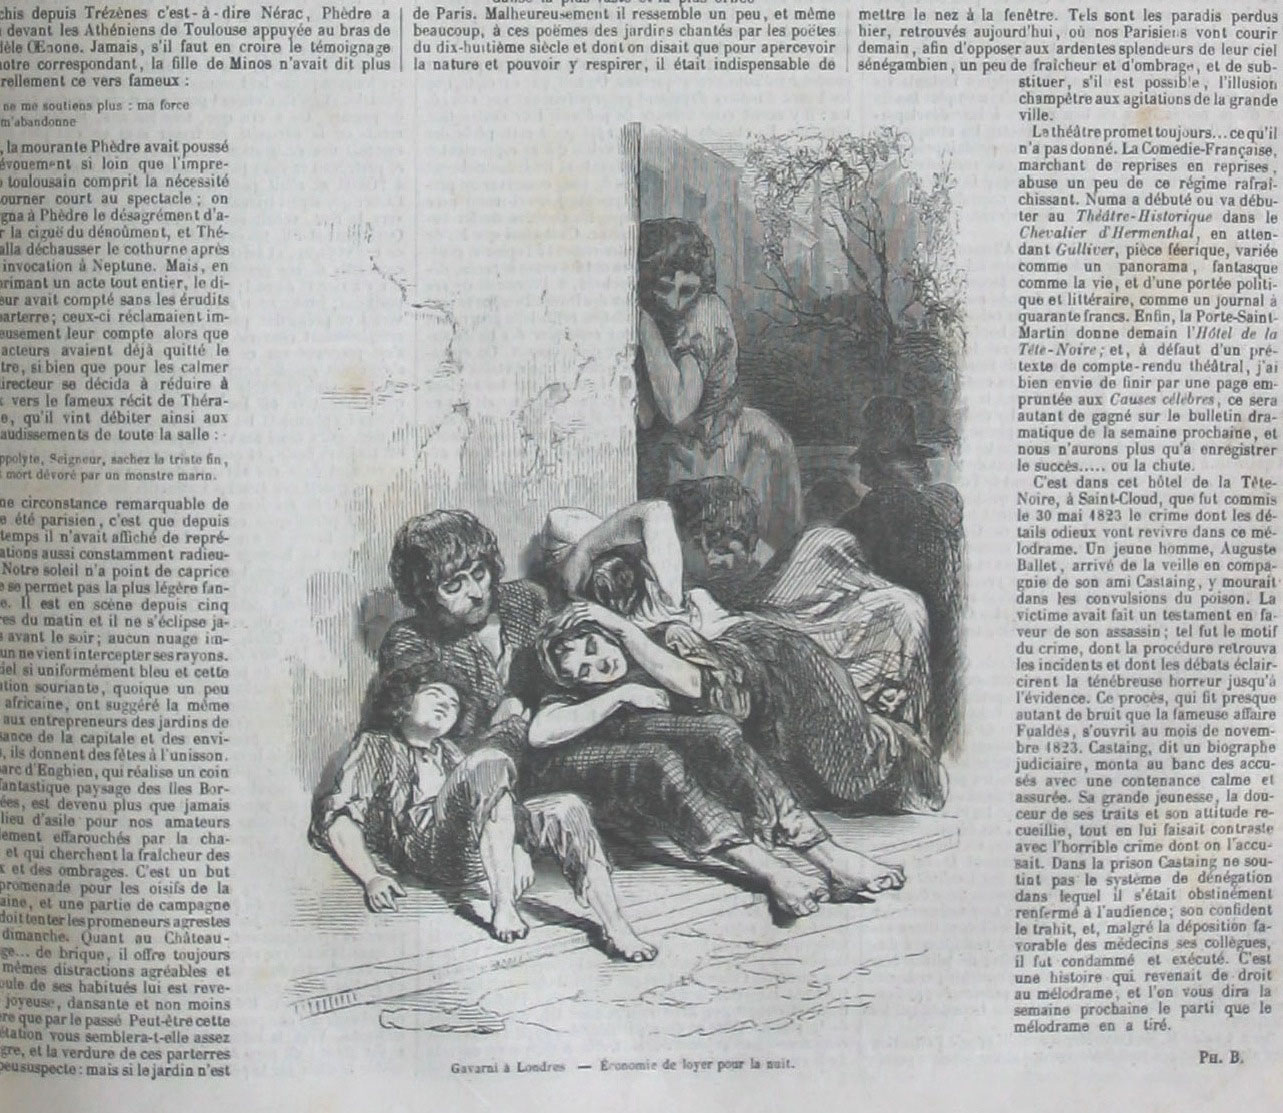 chis depuis Trézènes c'est-à-dire Nérac, Phèdre a
devant les Athéniens de Toulouse appuyée au bras de
dèle OEnone. Jamais, s'il faut en croire le témoignage
notre correspondant, la fille de Minos n'avait dit plus
rellement ce vers fameux :
ne me soutiens plus : ma force
m'abandonne
, la mourante Phèdre avait poussé
évouement si loin que l'impre-
toulousain comprit la nécessité
ourner court au spectacle ; on
gna à Phèdre le désagrément d'a-
r la ciguë du dénoûment, et Thé-
alla déchausser le cothurne après
invocation à Neptune. Mais, en
primant un acte tout entier, le di-
eur avait compté sans les érudits
parterre ; ceux-ci réclamaient im-
eusement leur compte alors que
acteurs avaient déjà quitté le
tre, si bien que pour les calmer
directeur se décida à réduire à
vers le fameux récit de Théra-
e, qu'il vint débiter ainsi aux
audissements de toute la salle :
ppolyte, Seigneur, sachez la triste fin,
mort dévoré par un monstre marin.
ne circonstance remarquable de
e été parisien, c'est que depuis
temps il n'avait affiché de repré-
ations aussi constamment radieu-
Notre soleil n'a point de caprice
e se permet pas la plus légère fan-
e. Il est en scène depuis cinq
res du matin et il ne s'éclipse ja-
s avant le soir ; aucun nuage im-
un ne vient intercepter ses rayons.
iel si uniformément bleu et cette
ation souriante, quoique un peu
africaine, ont suggéré la même
aux entrepreneurs des jardins de
sance de la capitale et des envi-
, ils donnent des fêtes à l'unisson.
parc d'Enghien, qui réalise un coin
fantastique paysage des Iles Bor-
ées, est devenu plus que jamais
lieu d'asile pour nos amateurs
lement effarouchés par la cha-
et qui cherchent la fraîcheur des
x et des ombrages. C'est un but
promenade pour les oisifs de la
aine, et une partie de campagne
doit tenter les promeneurs agrestes
dimanche. Quant au Château-
ge... de brique, il offre toujours
mêmes distractions agréables et
oule de ses habitués lui est reve-
joyeuse, dansante et non moins
ère que par le passé Peut-être cette
étation vous semblera-t-elle assez
gre, et la verdure de ces parterres
peu suspecte : mais si le jardin n'est
de Paris. Malheureusement il ressemble un peu, et même
beaucoup, à ces poëmes des jardins chantés par les poëtes
du dix-huitième siècle et dont on disait que pour apercevoir
la nature et pouvoir y respirer, il était indispensable de
mettre le nez à la fenêtre. Tels sont les paradis perdus
hier, retrouvés aujourd'hui, où nos Parisiens vont courir
demain, afin d'opposer aux ardentes splendeurs de leur ciel
sénégambien, un peu de fraîcheur et d'ombrage, et de sub-
stituer, s'il est possible, l'illusion
champêtre aux agitations de la grande
ville.
Le théâtre promet toujours... ce qu'il
n'a pas donné. La Comédie-Française,
marchant de reprises en reprises,
abuse un peu de ce régime rafraî-
chissant. Numa a débuté ou va débu-
ter au Théâtre-Historique dans le
Chevalier d'Hermenthal, en atten-
dant Gulliver, pièce féerique, variée
comme un panorama, fantasque
comme la vie, et d'une portée politi-
que et littéraire, comme un journal à
quarante francs. Enfin, la Porte-Saint-
Martin donne demain l'Hôtel de la
Tête-Noire ; et, à défaut d'un pré-
texte de compte-rendu théâtral, j'ai
bien envie de finir par une page em-
pruntée aux Causes célèbres, ce sera
autant de gagné sur le bulletin dra-
matique de la semaine prochaine, et
nous n'aurons plus qu'à enregistrer
le succès..... ou la chute.
C'est dans cet hôtel de la Tête-
Noire, à Saint-Cloud, que fut commis
le 30 mai 1823 le crime dont les dé-
tails odieux vont revivre dans ce mé-
lodrame. Un jeune homme, Auguste
Ballet, arrivé de la veille en compa-
gnie de son ami Castaing, y mourait
dans les convulsions du poison. La
victime avait fait un testament en fa-
veur de son assassin ; tel fut le motif
du crime, dont la procédure retrouva
les incidents et dont les débats éclair-
cirent la ténébreuse horreur jusqu'à
l'évidence. Ce procès, qui fit presque
autant de bruit que la fameuse affaire
Fualdès, s'ouvrit au mois de novem-
bre 1823. Castaing, dit un biographe
judiciaire, monta au banc des accu-
sés avec une contenance calme et
assurée. Sa grande jeunesse, la dou-
ceur de ses traits et son attitude re-
cueillie, tout en lui faisait contraste
avec l'horrible crime dont on l'accu-
sait. Dans la prison Castaing ne sou-
tint pas le système de dénégation
dans lequel il s'était obstinément
renfermé à l'audience ; son confident
le trahit, et, malgré la déposition fa-
vorable des médecins ses collègues,
il fut condamné et exécuté. C'est
une histoire qui revenait de droit
au mélodrame, et l'on vous dira la
semaine prochaine le parti que le
mélodrame en a tiré.
PH. B.
Gavarni à Londres — Économie de loyer pour la nuit.